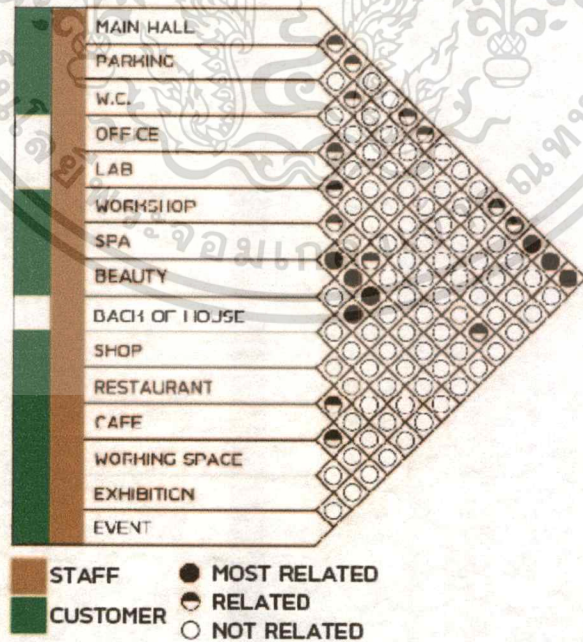 MAIN HALL
PARKING
W.C.
OFFICE
LAB
WORKSHOP
SPA
BEAUTY
BACK OF HOUSE
SHOP
RESTAURANT
CAFE
WORKING SPACE
EXHIBITION
EVENT
STAFF
MOST RELATED
RELATED
CUSTOMER
NOT RELATED